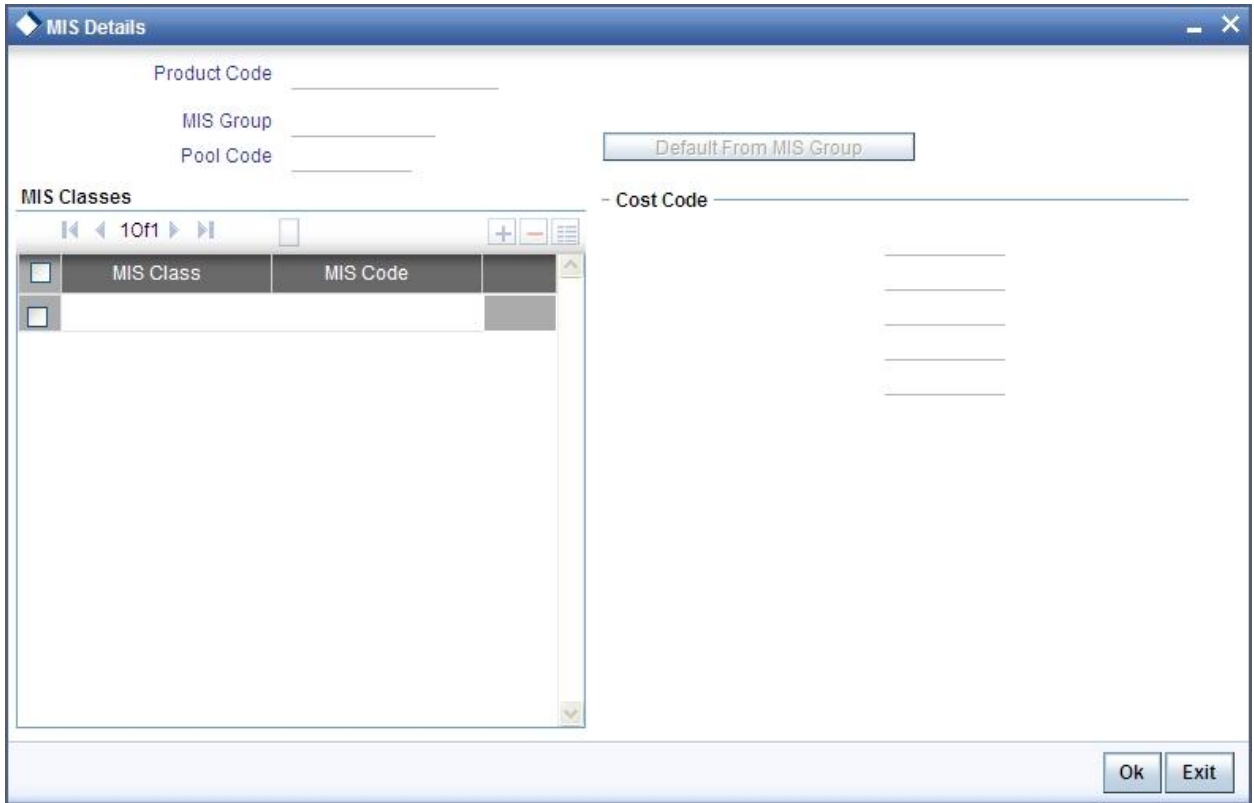 MIS Details
Product Code
MIS Group
Pool Code
Default From MIS Group
MIS Classes
1Of1
MIS Class MIS Code
Cost Code
Ok Exit